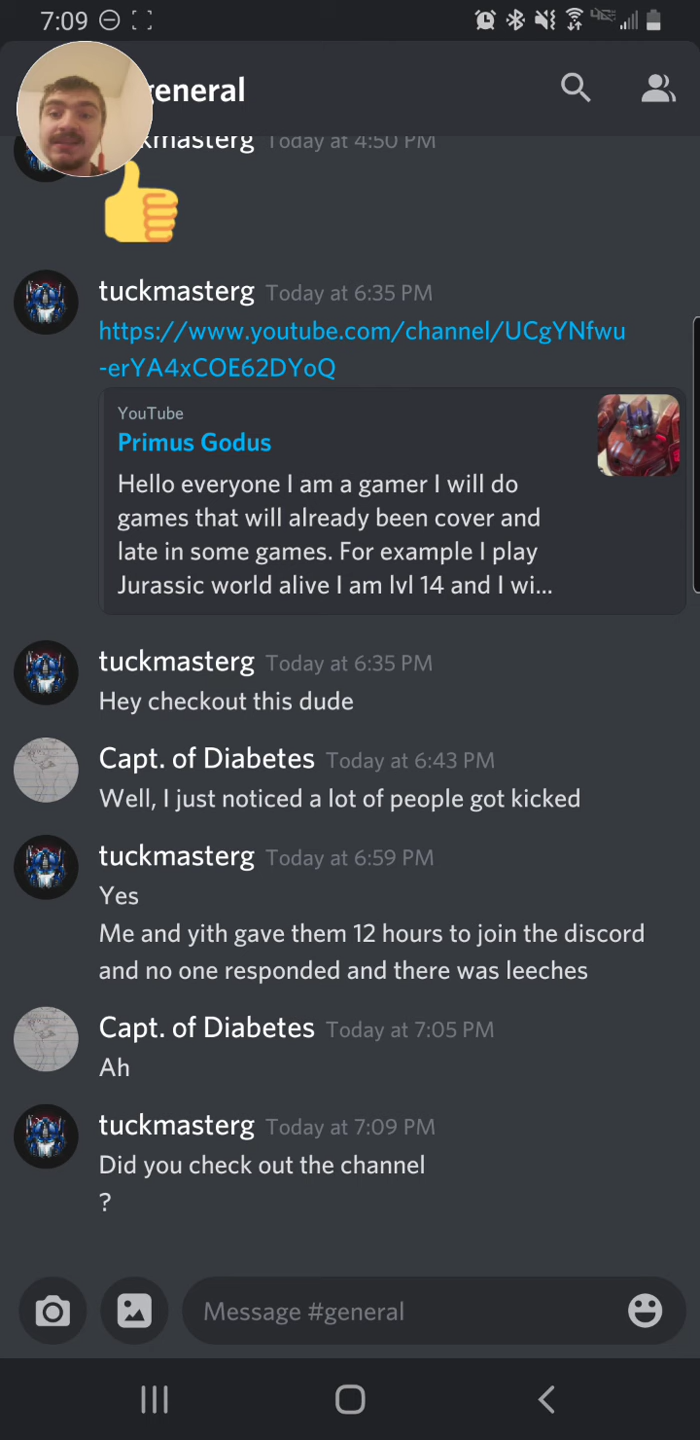 7:09
general
kmasterg Today at 4:50 PM
tuckmasterg Today at 6:35 PM
https://www.youtube.com/channel/UCgYNfwu
-erYA4xCOE62DYoQ
YouTube
Primus Godus
Hello everyone I am a gamer I will do
games that will already been cover and
late in some games. For example I play
Jurassic world alive I am lvl 14 and I wi...
tuckmasterg Today at 6:35 PM
Hey checkout this dude
Capt. of Diabetes Today at 6:43 PM
Well, I just noticed a lot of people got kicked
tuckmasterg Today at 6:59 PM
Yes
Me and yith gave them 12 hours to join the discord
and no one responded and there was leeches
Capt. of Diabetes Today at 7:05 PM
Ah
tuckmasterg Today at 7:09 PM
Did you check out the channel
?
Message #general